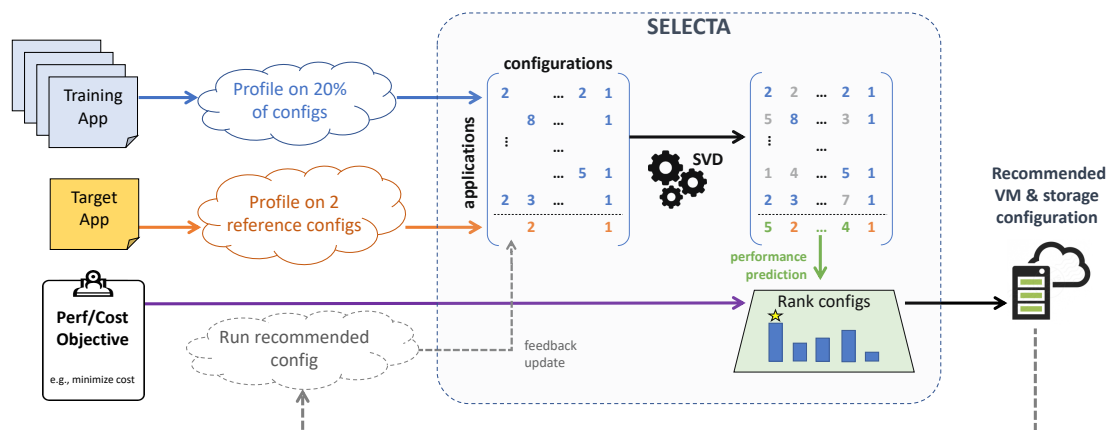 SELECTA
Training
App
Profile on 20%
of configs
configurations
applications
2 ... 2 1
8 ... 1
⋮ ...
... 5 1
2 3 ... 1
2 1
SVD
2 2 ... 2 1
5 8 ... 3 1
⋮ ...
1 4 ... 5 1
2 3 ... 7 1
5 2 ... 4 1
Target
App
Profile on 2
reference configs
Recommended
VM & storage
configuration
performance
prediction
Perf/Cost
Objective
e.g., minimize cost
Rank configs
Run recommended
config
feedback
update